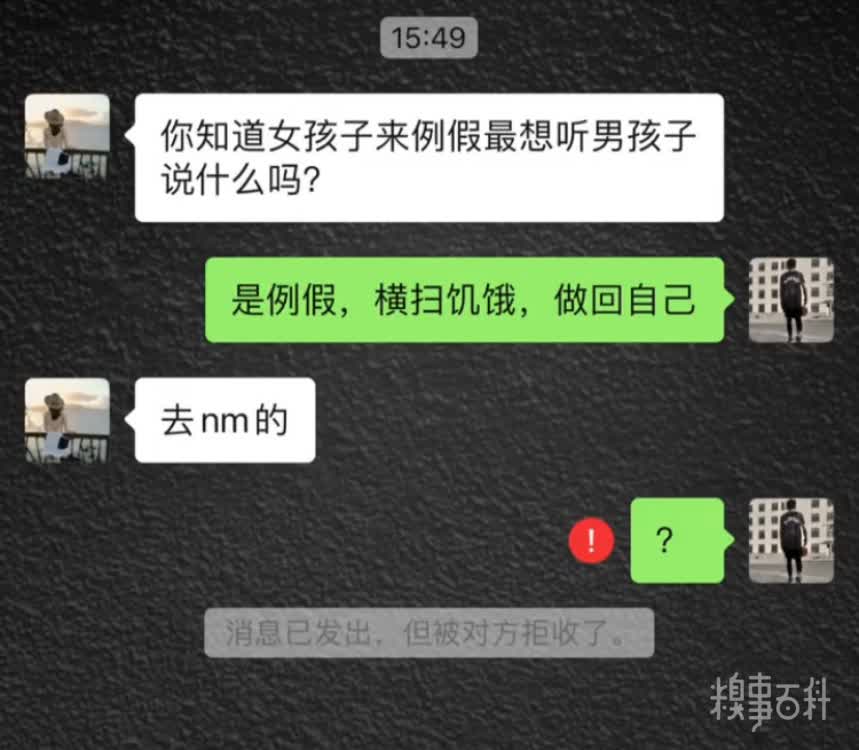 15:49
你知道女孩子来例假最想听男孩子
说什么吗?
是例假，横扫饥饿，做回自己
去nm的
!
?
消息已发出，但被对方拒收了。
糗事百科